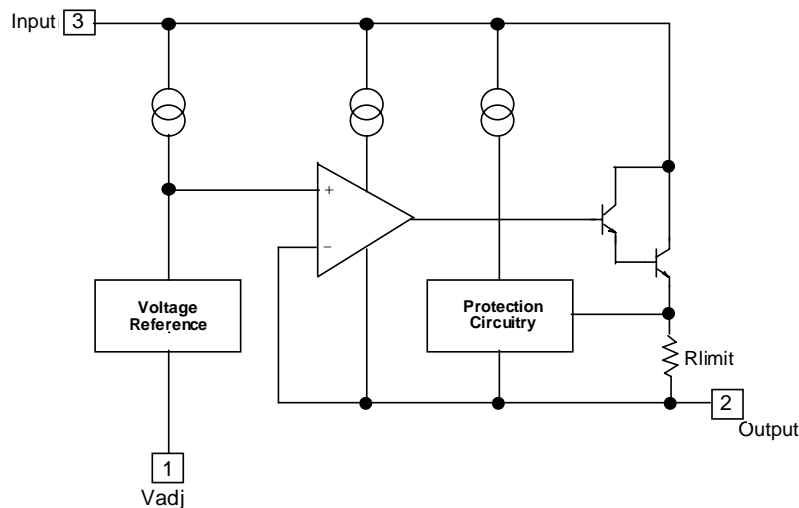 Input 3
+
−
Voltage
Reference
Protection
Circuitry
Rlimit
2
Output
1
Vadj